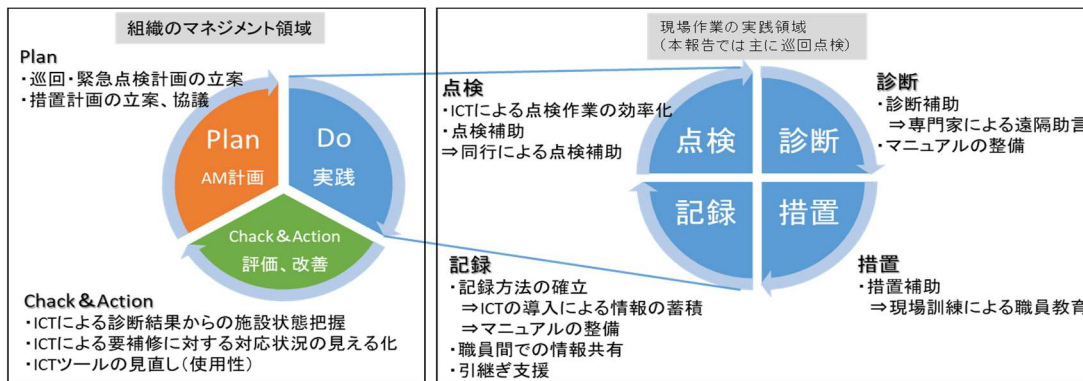 組織のマネジメント領域
Plan
・巡回・緊急点検計画の立案
・措置計画の立案、協議
Plan
AM計画
Do
実践
Chack&Action
評価、改善
Chack&Action
・ICTによる診断結果からの施設状態把握
・ICTによる要補修に対する対応状況の見える化
・ICTツールの見直し(使用性)
現場作業の実践領域
(本報告では主に巡回点検)
点検
・ICTによる点検作業の効率化
・点検補助
⇒同行による点検補助
点検
診断
記録
措置
診断
・診断補助
⇒専門家による遠隔助言
・マニュアルの整備
記録
・記録方法の確立
⇒ICTの導入による情報の蓄積
⇒マニュアルの整備
・職員間での情報共有
・引継ぎ支援
措置
・措置補助
⇒現場訓練による職員教育